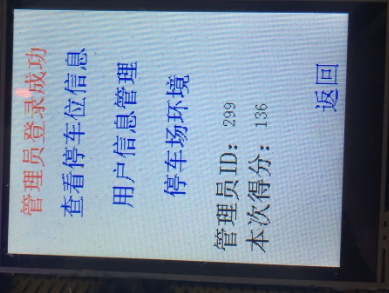 管理员登录成功
查看停车位信息
用户信息管理
停车场环境
管理员ID： 299
本次得分： 136
返回